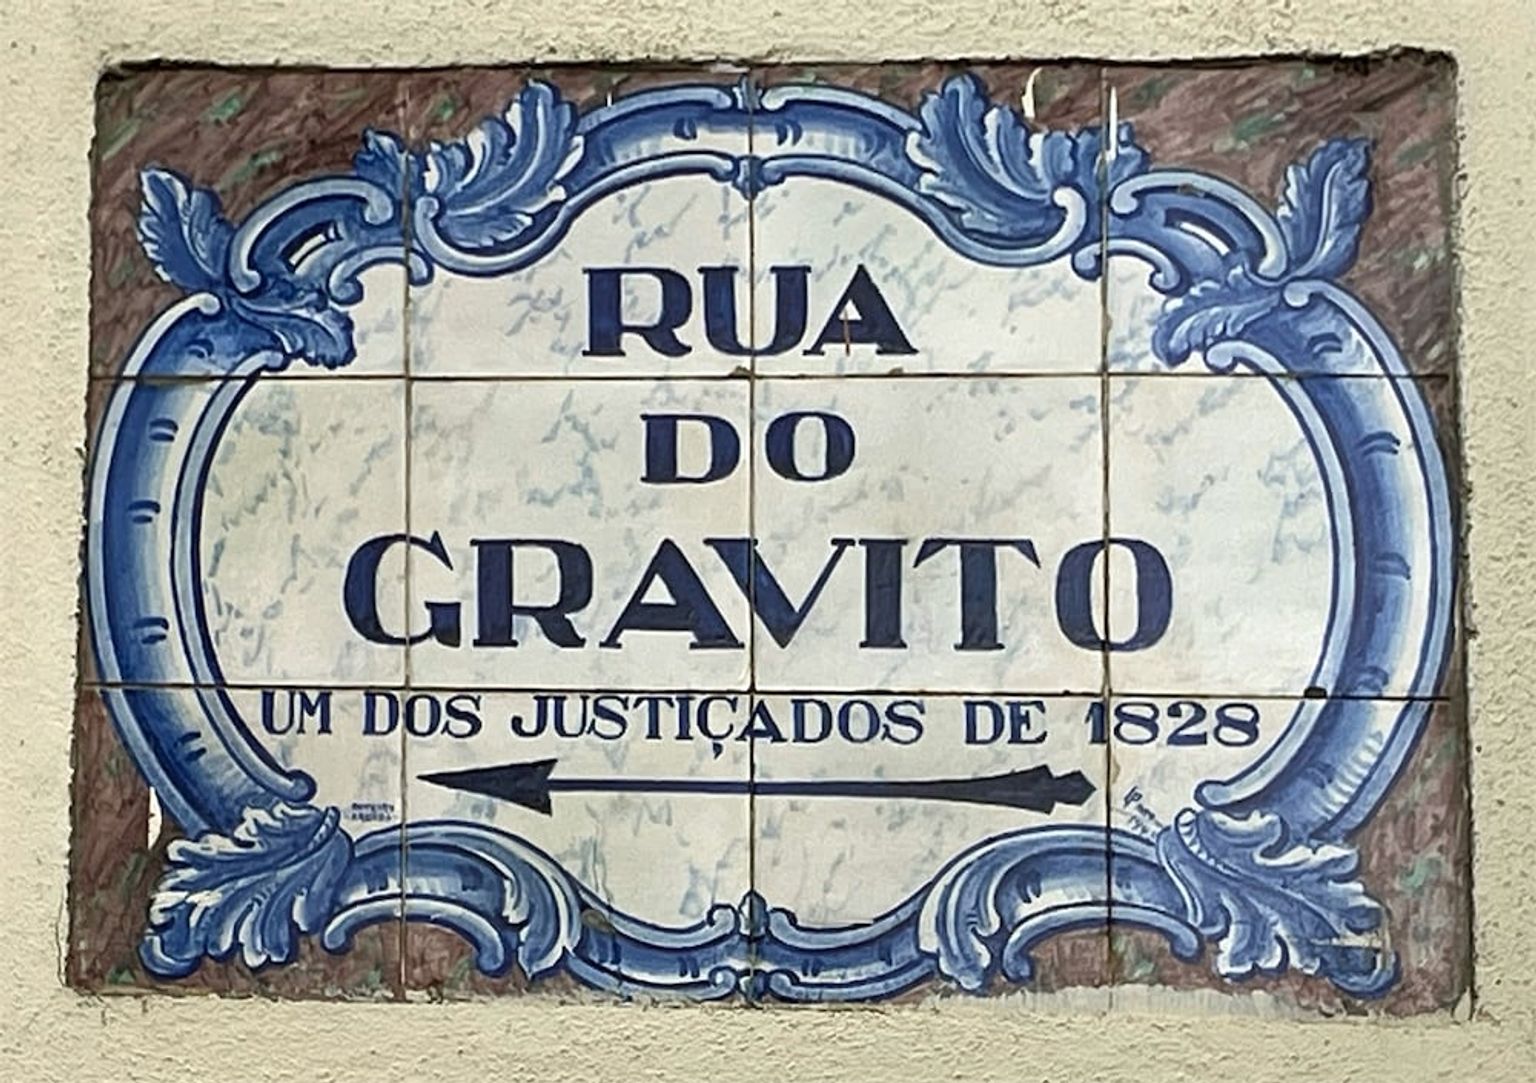 RUA
DO
GRAVITO
UM DOS JUSTIÇADOS DE 1828